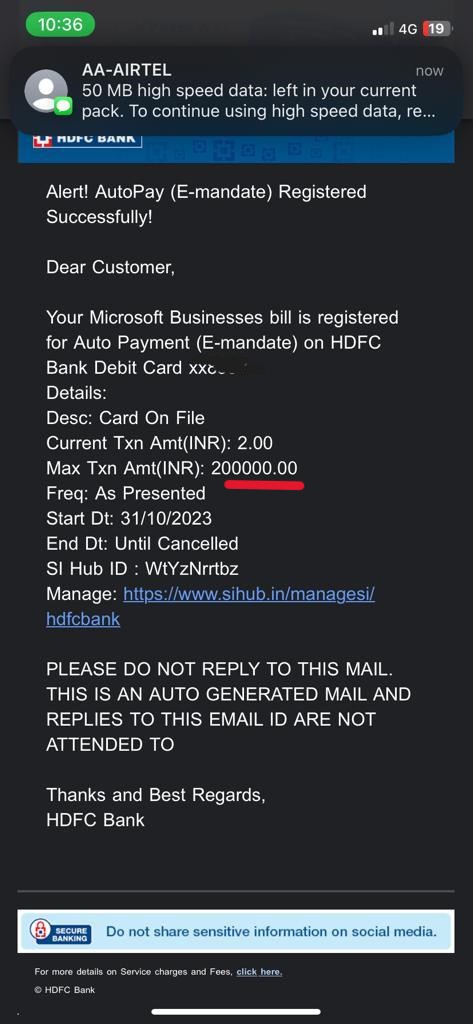 10:36
4G 19
AA-AIRTEL
now
50 MB high speed data: left in your current
pack. To continue using high speed data, re...
HDFC BANK
Alert! AutoPay (E-mandate) Registered
Successfully!
Dear Customer,
Your Microsoft Businesses bill is registered
for Auto Payment (E-mandate) on HDFC
Bank Debit Card
Details:
Desc: Card On File
Current Txn Amt(INR): 2.00
Max Txn Amt(INR): 200000.00
Freq: As Presented
Start Dt: 31/10/2023
End Dt: Until Cancelled
SI Hub ID : WtYzNrrtbz
Manage: https://www.sihub.in/managesi/
hdfcbank
PLEASE DO NOT REPLY TO THIS MAIL.
THIS IS AN AUTO GENERATED MAIL AND
REPLIES TO THIS EMAIL ID ARE NOT
ATTENDED TO
Thanks and Best Regards,
HDFC Bank
SECURE
BANKING
Do not share sensitive information on social media.
For more details on Service charges and Fees, click here.
© HDFC Bank